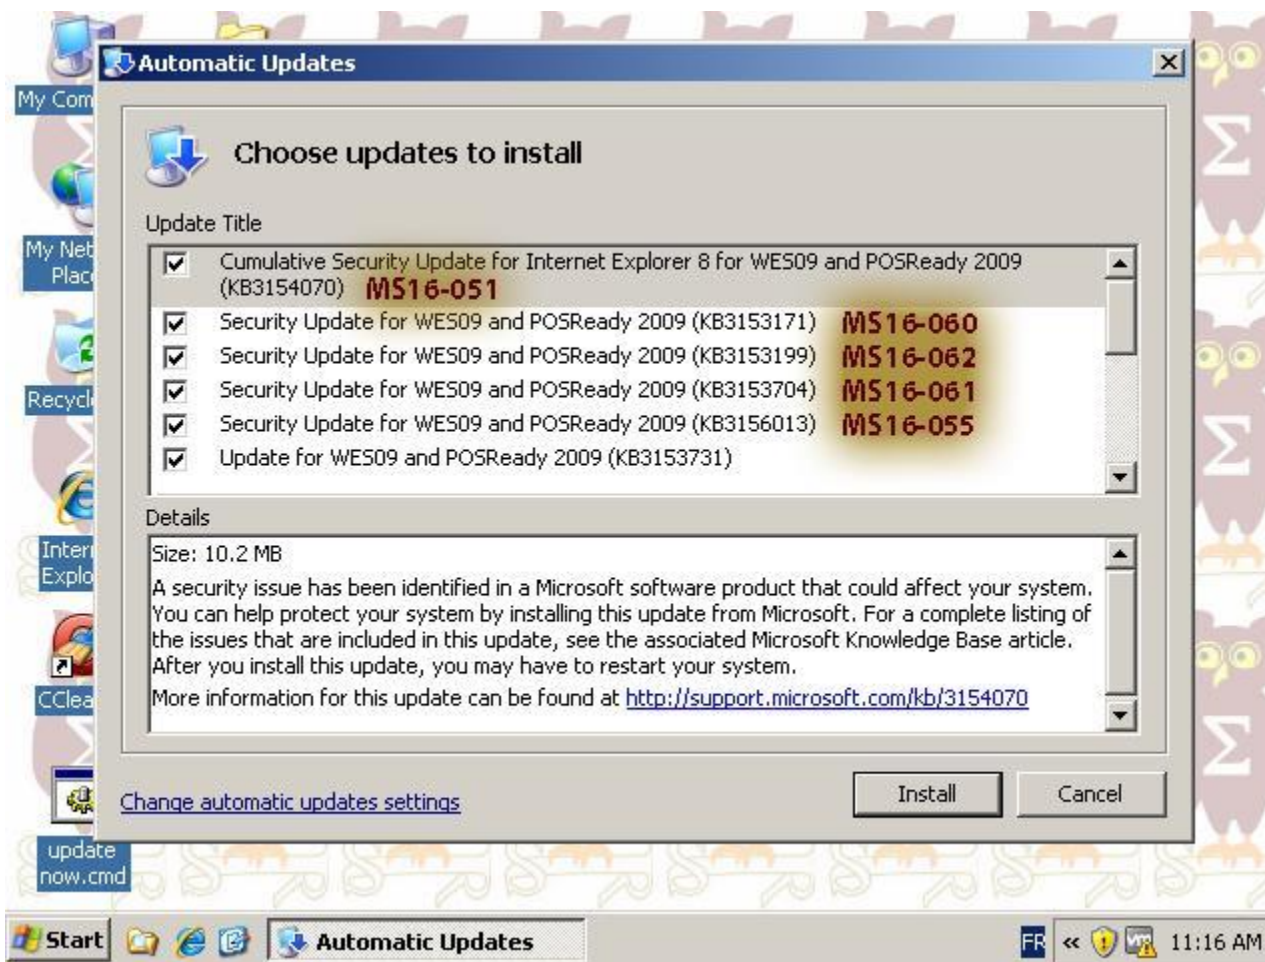 Automatic Updates
My Com
Choose updates to install
Update Title
My Net
Place
Cumulative Security Update for Internet Explorer 8 for WES09 and POSReady 2009
(KB3154070) MS16-051
Security Update for WES09 and POSReady 2009 (KB3153171) MS16-060
Security Update for WES09 and POSReady 2009 (KB3153199) MS16-062
Security Update for WES09 and POSReady 2009 (KB3153704) MS16-061
Recycle
Security Update for WES09 and POSReady 2009 (KB3156013) MS16-055
Update for WES09 and POSReady 2009 (KB3153731)
Details
Intern
Explo
Size: 10.2 MB
A security issue has been identified in a Microsoft software product that could affect your system.
You can help protect your system by installing this update from Microsoft. For a complete listing of
the issues that are included in this update, see the associated Microsoft Knowledge Base article.
After you install this update, you may have to restart your system.
CClea
More information for this update can be found at http://support.microsoft.com/kb/3154070
Change automatic updates settings
Install
Cancel
update
now.cmd
Start
Automatic Updates
FR
«
11:16 AM